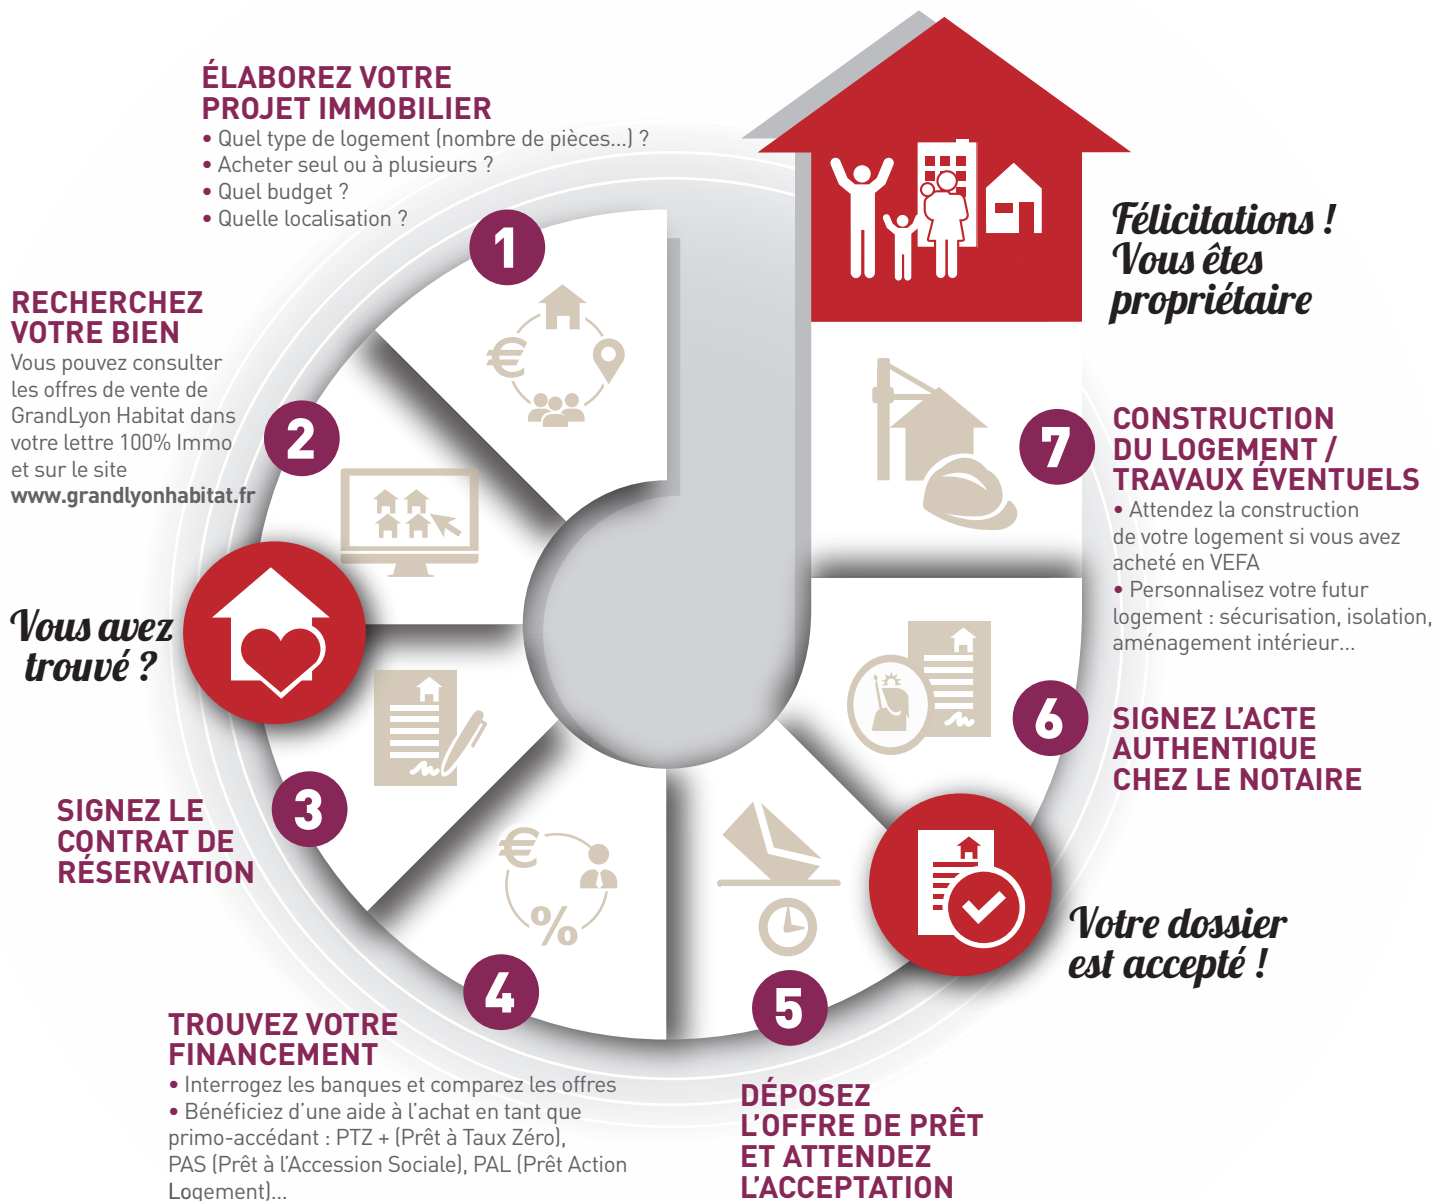 ÉLABOREZ VOTRE
PROJET IMMOBILIER
• Quel type de logement (nombre de pièces...) ?
• Acheter seul ou à plusieurs ?
• Quel budget ?
• Quelle localisation ?
1
RECHERCHEZ
VOTRE BIEN
Vous pouvez consulter
les offres de vente de
GrandLyon Habitat dans
votre lettre 100% Immo
et sur le site
www.grandlyonhabitat.fr
2
€
Vous avez
trouvé ?
SIGNEZ LE
CONTRAT DE
RÉSERVATION
3
€
%
4
TROUVEZ VOTRE
FINANCEMENT
• Interrogez les banques et comparez les offres
• Bénéficiez d'une aide à l'achat en tant que
primo-accédant : PTZ + (Prêt à Taux Zéro),
PAS (Prêt à l'Accession Sociale), PAL (Prêt Action
Logement)...
5
DÉPOSEZ
L'OFFRE DE PRÊT
ET ATTENDEZ
L'ACCEPTATION
Votre dossier
est accepté !
6
SIGNEZ L'ACTE
AUTHENTIQUE
CHEZ LE NOTAIRE
7
CONSTRUCTION
DU LOGEMENT /
TRAVAUX ÉVENTUELS
• Attendez la construction
de votre logement si vous avez
acheté en VEFA
• Personnalisez votre futur
logement : sécurisation, isolation,
aménagement intérieur...
Félicitations !
Vous êtes
propriétaire